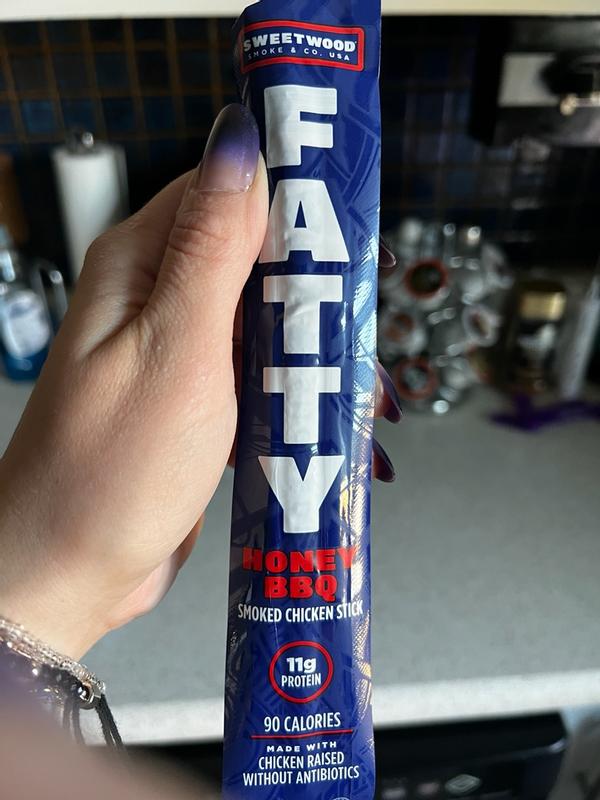 SWEETWOOD
SMOKE & CO. USA
FATTY
HONEY
BBQ
SMOKED CHICKEN STICK
11g
PROTEIN
90 CALORIES
MADE WITH
CHICKEN RAISED
WITHOUT ANTIBIOTICS